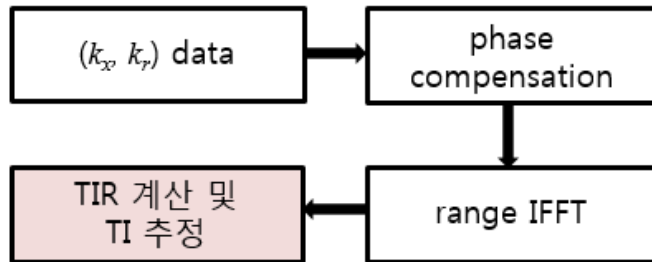 (kx, kr) data
phase
compensation
range IFFT
TIR 계산 및
TI 추정